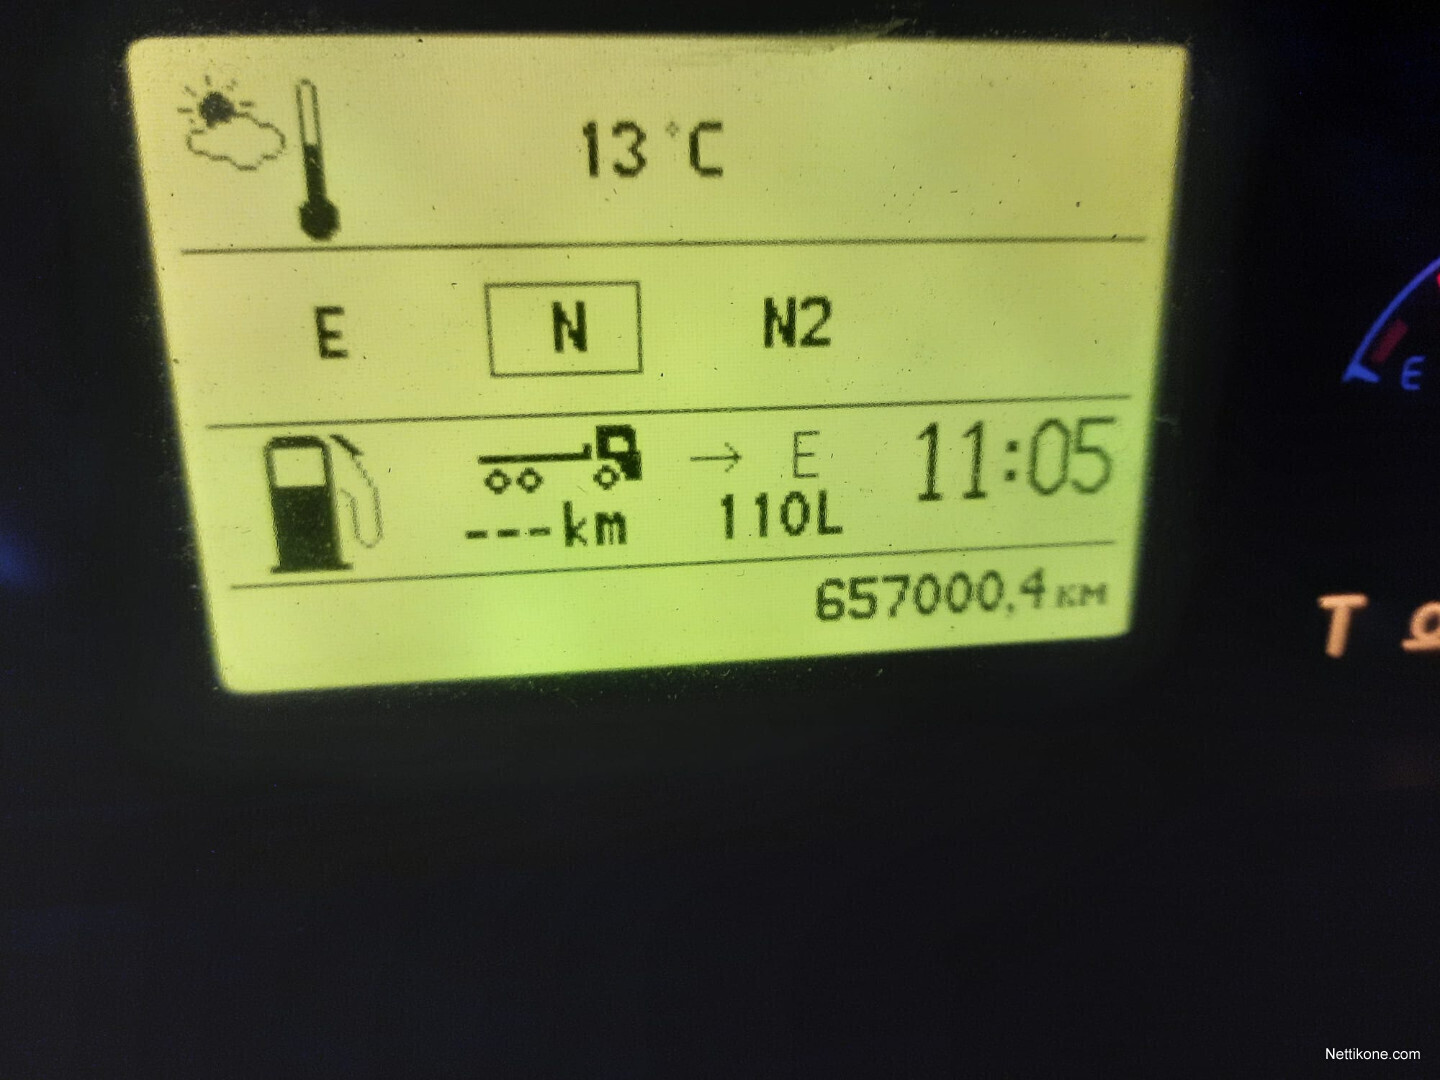 13°C
E N N2
→ E 11:05
---km 110L
657000,4 KM
E
T
Nettikone.com